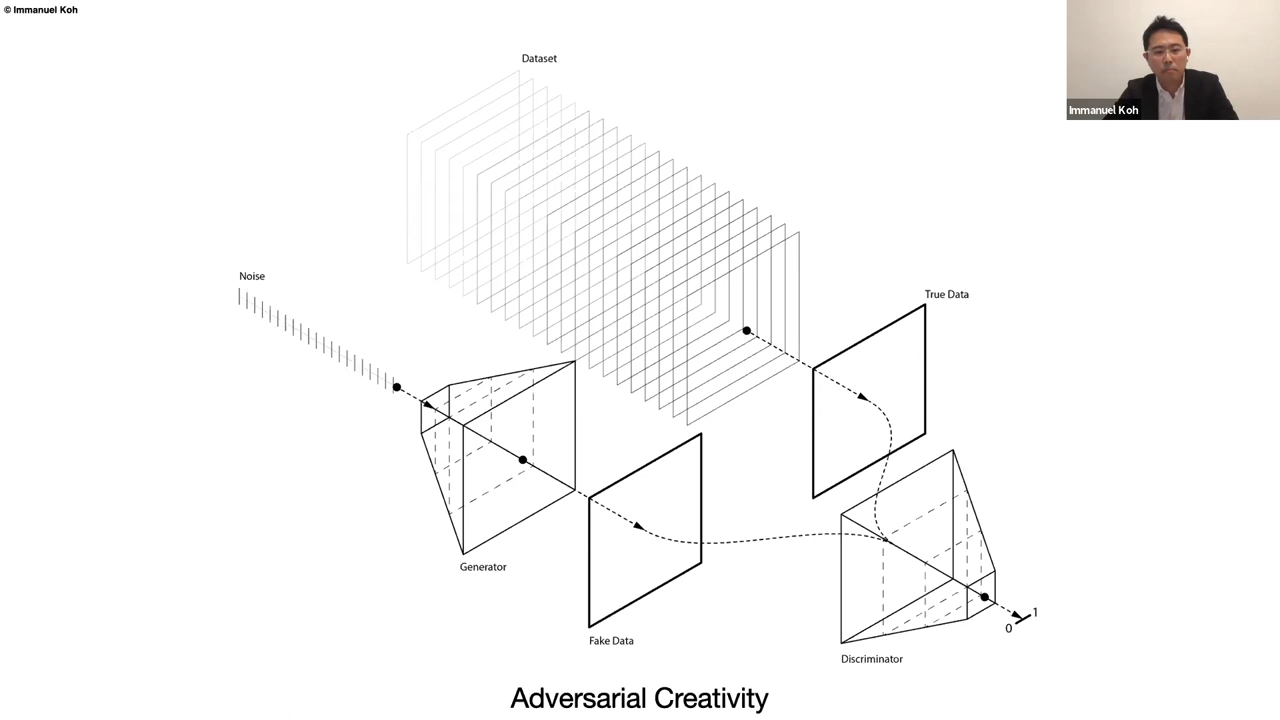 © Immanuel Koh
Immanuel Koh
Dataset
Noise
True Data
Generator
Fake Data
1
0
Discriminator
Adversarial Creativity